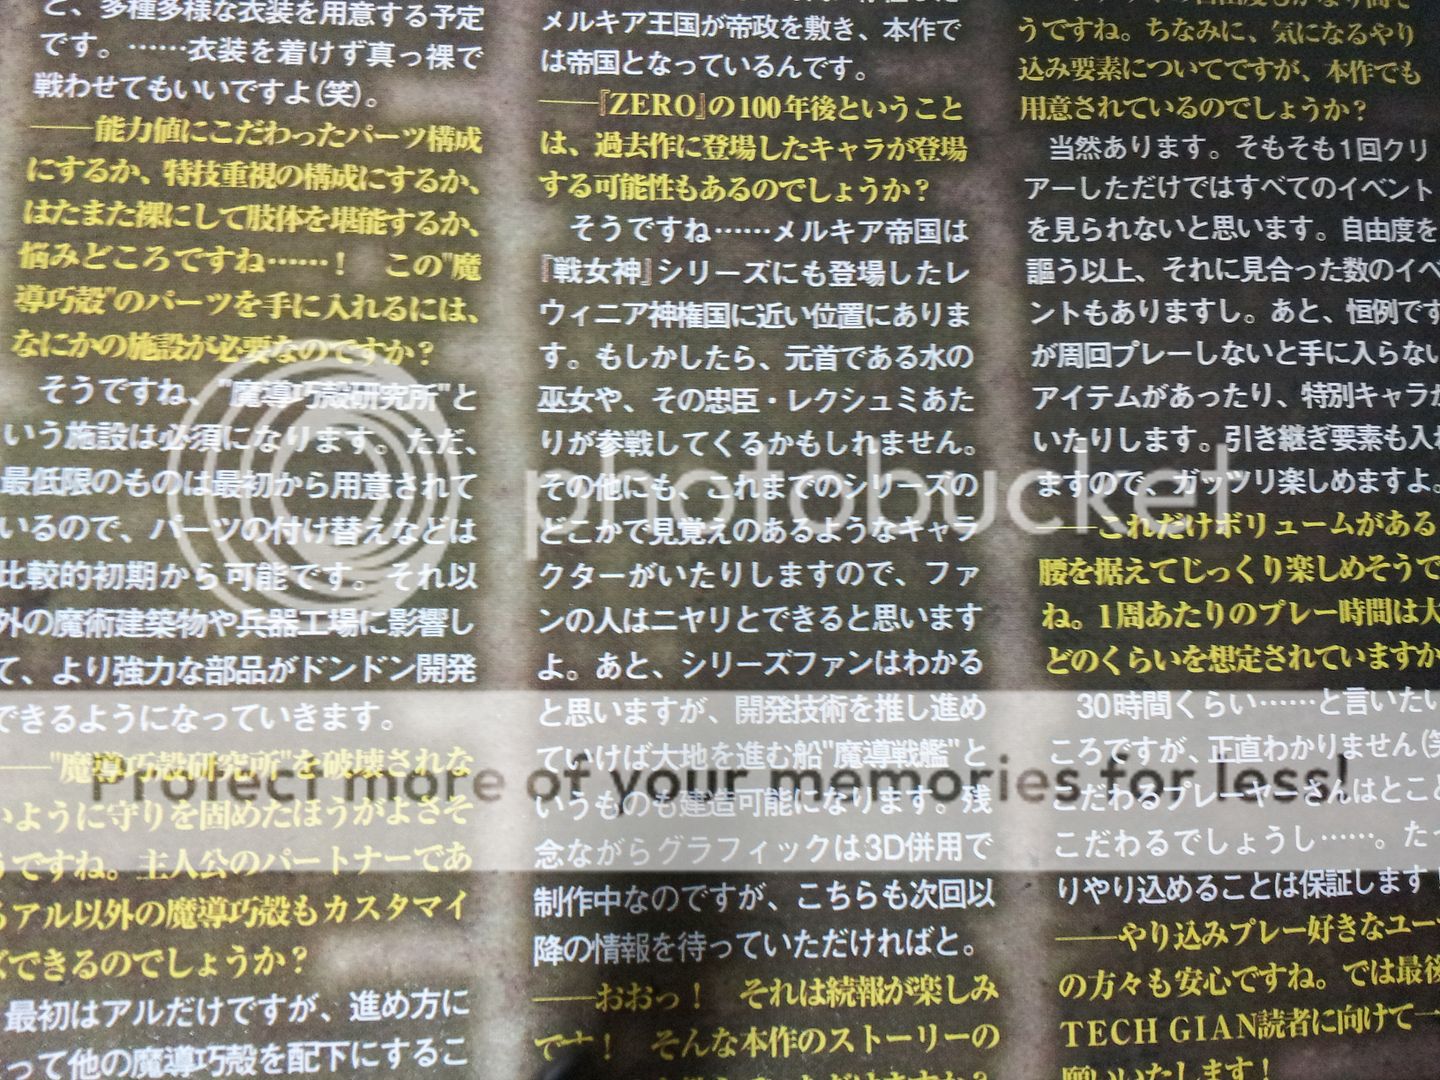 と、多種多様な衣装を用意する予定
です。……衣装を着けず真っ裸で
戦わせてもいいですよ(笑)。
――能力値にこだわったパーツ構成
にするか、特技重視の構成にするか、
はたまた裸にして肢体を堪能するか、
悩みどころですね……！　この"魔
導巧殻"のパーツを手に入れるには、
なにかの施設が必要なのですか？
そうですね、"魔導巧殻研究所"と
いう施設は必須になります。ただ、
最低限のものは最初から用意されて
いるので、パーツの付け替えなどは
比較的初期から可能です。それ以
外の魔術建築物や兵器工場に影響し
て、より強力な部品がドンドン開発
できるようになっていきます。
――"魔導巧殻研究所"を破壊されな
いように守りを固めたほうがよさそ
うですね。主人公のパートナーであ
るアル以外の魔導巧殻もカスタマイ
ズできるのでしょうか？
最初はアルだけですが、進め方に
って他の魔導巧殻を配下にするこ
メルキア王国が帝政を敷き、本作で
は帝国となっているんです。
――『ZERO』の100年後ということ
は、過去作に登場したキャラが登場
する可能性もあるのでしょうか？
そうですね……メルキア帝国は
『戦女神』シリーズにも登場したレ
ウィニア神権国に近い位置にありま
す。もしかしたら、元首である水の
巫女や、その忠臣・レクシュミあた
りが参戦してくるかもしれません。
その他にも、これまでのシリーズの
どこかで見覚えのあるようなキャラ
クターがいたりしますので、ファ
ンの人はニヤリとできると思います
よ。あと、シリーズファンはわかる
と思いますが、開発技術を推し進め
ていけば大地を進む船"魔導戦艦"と
いうものも建造可能になります。残
念ながらグラフィックは3D併用で
制作中なのですが、こちらも次回以
降の情報を待っていただければと。
――おおっ！　それは続報が楽しみ
です！　そんな本作のストーリーの
うですね。ちなみに、気になるやり
込み要素についてですが、本作でも
用意されているのでしょうか？
当然あります。そもそも1回クリ
アーしただけではすべてのイベント
を見られないと思います。自由度を
謳う以上、それに見合った数のイベ
ントもありますし。あと、恒例です
が周回プレーしないと手に入らない
アイテムがあったり、特別キャラが
いたりします。引き継ぎ要素も入れ
ますので、ガッツリ楽しめますよ。
――これだけボリュームがある
腰を据えてじっくり楽しめそうで
ね。1周あたりのプレー時間は大
どのくらいを想定されていますか
30時間くらい……と言いたい
ころですが、正直わかりません(笑
こだわるプレーヤーさんはとこと
こだわるでしょうし……。たっ
りやり込めることは保証します！
――やり込みプレー好きなユー
の方々も安心ですね。では最後
TECH GIAN読者に向けて一
願いいたします！
photobucket
Protect more of your memories for less!